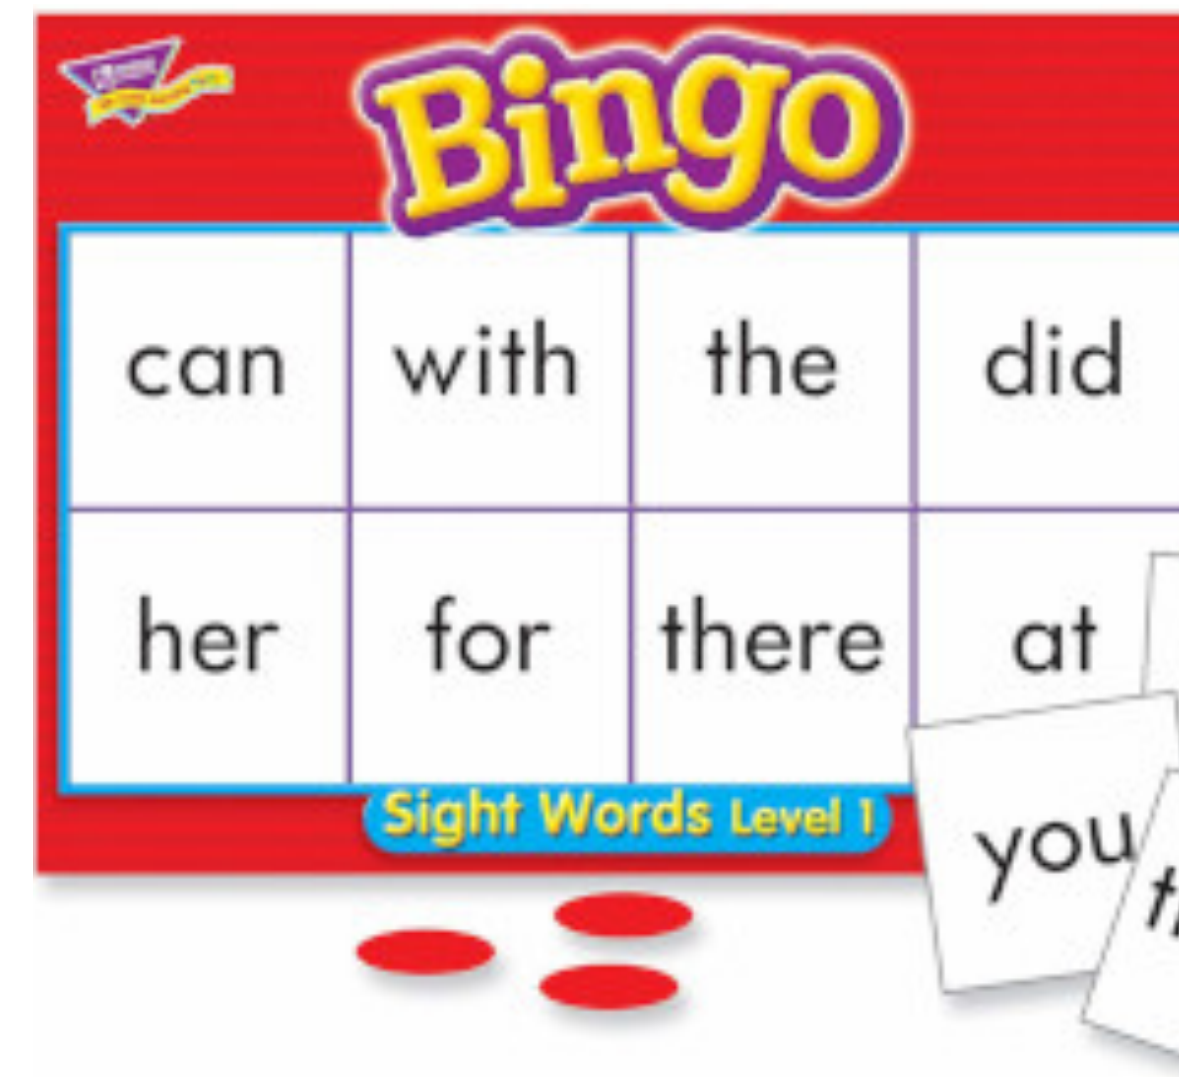 Bingo
can with the did
her for there at
Sight Words Level 1
you